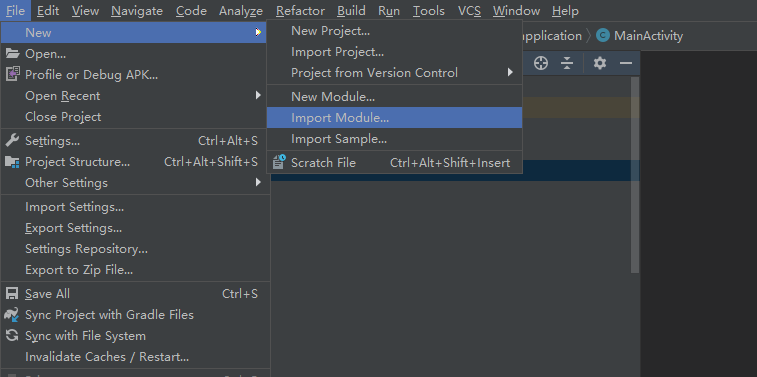 File Edit View Navigate Code Analyze Refactor Build Run Tools VCS Window Help
New
Open...
Profile or Debug APK...
Open Recent
Close Project
Settings... Ctrl+Alt+S
Project Structure... Ctrl+Alt+Shift+S
Other Settings
Import Settings...
Export Settings...
Settings Repository...
Export to Zip File...
Save All Ctrl+S
Sync Project with Gradle Files
Sync with File System
Invalidate Caches / Restart...
New Project...
Import Project...
Project from Version Control
New Module...
Import Module...
Import Sample...
Scratch File Ctrl+Alt+Shift+Insert
pplication MainActivity